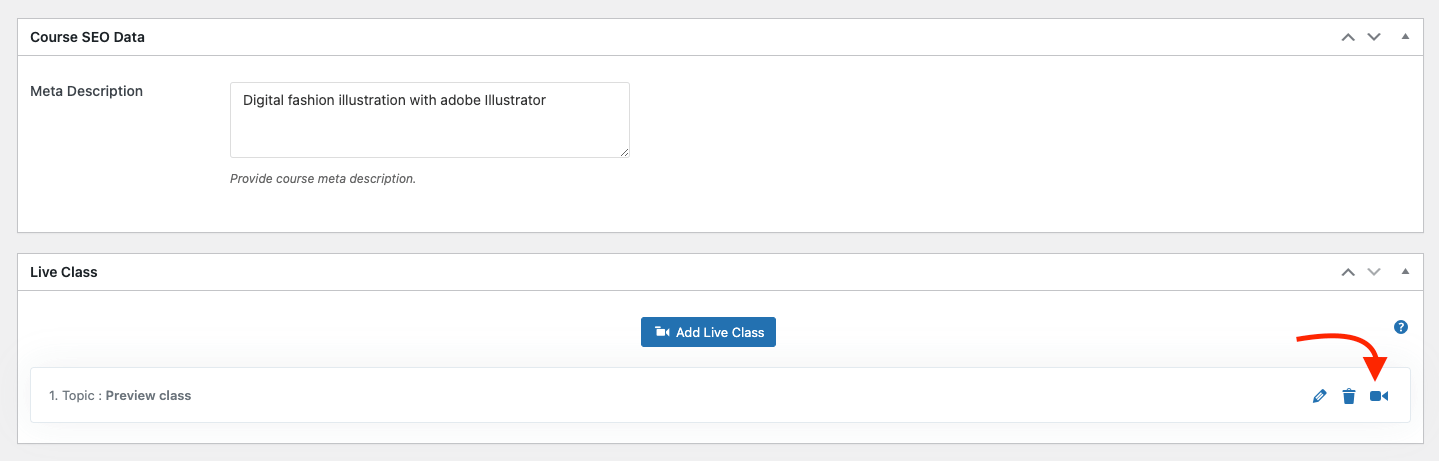 Course SEO Data
Meta Description
Digital fashion illustration with adobe Illustrator
Provide course meta description.
Live Class
Add Live Class
?
1. Topic : Preview class